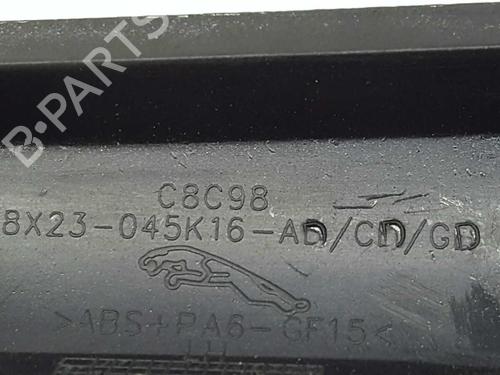 B-PARTS
C8C98
8X23-045K16-AD/CD/GD
>ABS+PA6-GF15<